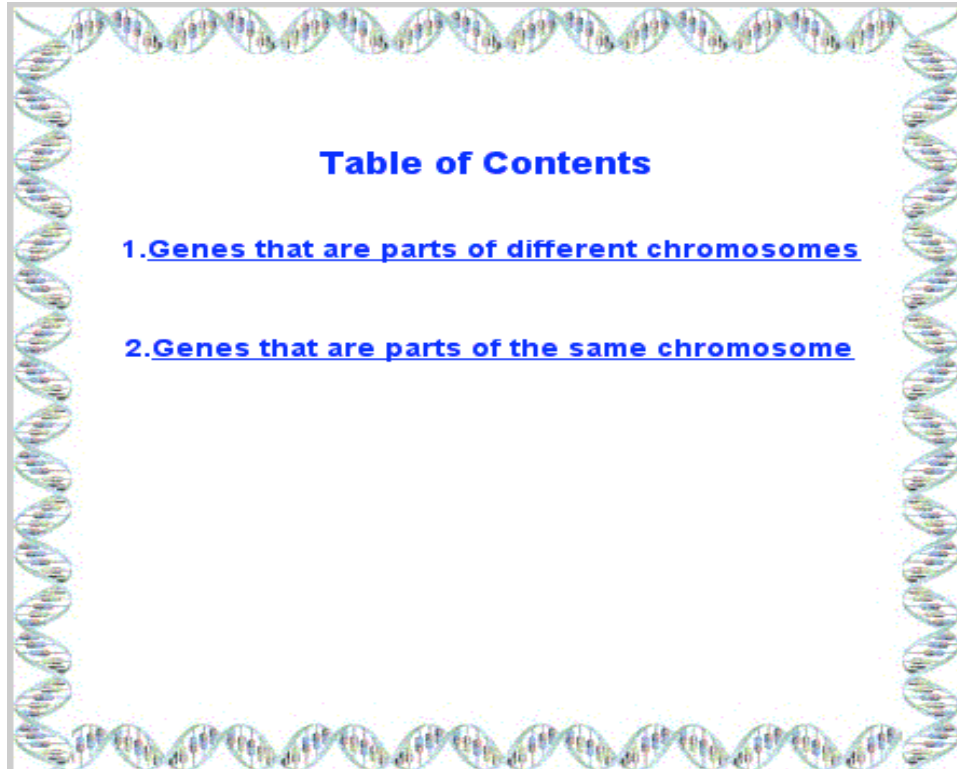 Table of Contents
1.Genes that are parts of different chromosomes
2.Genes that are parts of the same chromosome